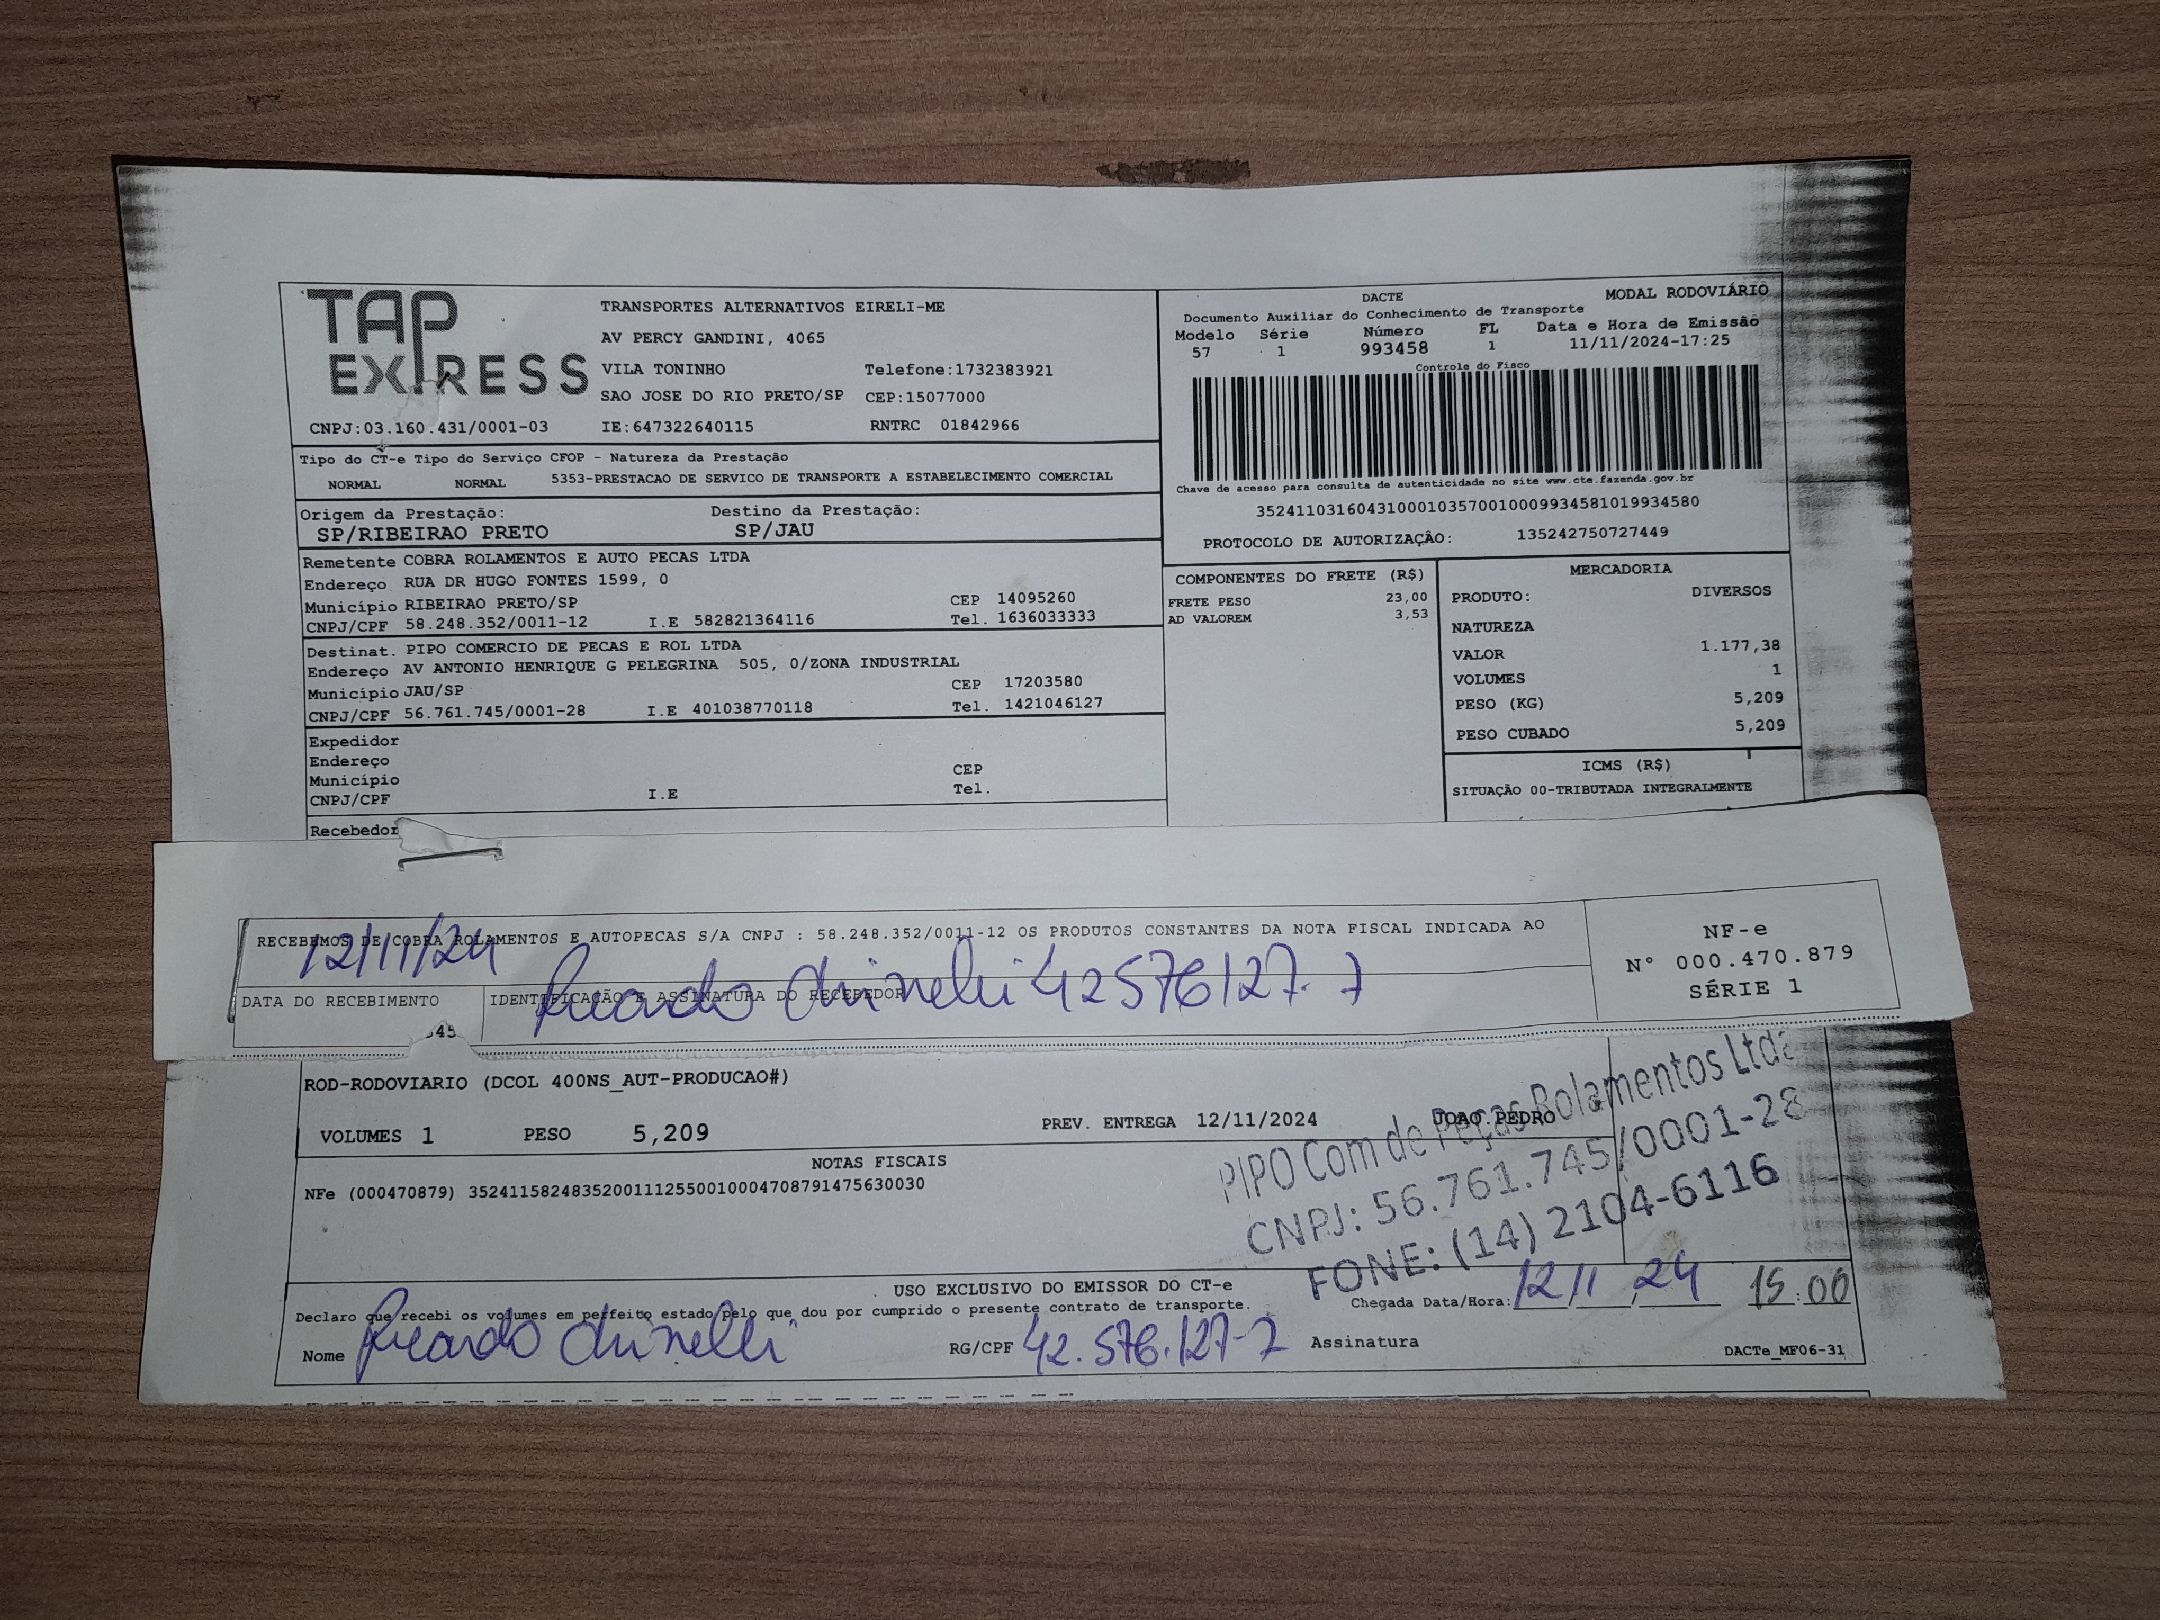 TAP EXPRESS
TRANSPORTES ALTERNATIVOS EIRELI-ME
AV PERCY GANDINI, 4065
VILA TONINHO Telefone:1732383921
SAO JOSE DO RIO PRETO/SP CEP:15077000
CNPJ:03.160.431/0001-03 IE:647322640115 RNTRC 01842966
DACTE MODAL RODOVIÁRIO
Documento Auxiliar do Conhecimento de Transporte
Modelo Série Número FL Data e Hora de Emissão
57 1 993458 1 11/11/2024-17:25
Controle do Fisco
Chave de acesso para consulta de autenticidade no site www.cte.fazenda.gov.br
35241103160431000103570010009934581019934580
PROTOCOLO DE AUTORIZAÇÃO: 135242750727449
Tipo do CT-e Tipo do Serviço CFOP - Natureza da Prestação
NORMAL NORMAL 5353-PRESTACAO DE SERVICO DE TRANSPORTE A ESTABELECIMENTO COMERCIAL
Origem da Prestação: Destino da Prestação:
SP/RIBEIRAO PRETO SP/JAU
Remetente COBRA ROLAMENTOS E AUTO PECAS LTDA
Endereço RUA DR HUGO FONTES 1599, 0
Município RIBEIRAO PRETO/SP CEP 14095260
CNPJ/CPF 58.248.352/0011-12 I.E 582821364116 Tel. 1636033333
Destinat. PIPO COMERCIO DE PECAS E ROL LTDA
Endereço AV ANTONIO HENRIQUE G PELEGRINA 505, 0/ZONA INDUSTRIAL
Município JAU/SP CEP 17203580
CNPJ/CPF 56.761.745/0001-28 I.E 401038770118 Tel. 1421046127
Expedidor
Endereço
Município CEP
CNPJ/CPF I.E Tel.
Recebedor
COMPONENTES DO FRETE (R$)
FRETE PESO 23,00
AD VALOREM 3,53
MERCADORIA
PRODUTO: DIVERSOS
NATUREZA
VALOR 1.177,38
VOLUMES 1
PESO (KG) 5,209
PESO CUBADO 5,209
ICMS (R$)
SITUAÇÃO 00-TRIBUTADA INTEGRALMENTE
RECEBEMOS DE COBRA ROLAMENTOS E AUTOPECAS S/A CNPJ : 58.248.352/0011-12 OS PRODUTOS CONSTANTES DA NOTA FISCAL INDICADA AO
12/11/24 Ricardo Chinelli 42576127-7
DATA DO RECEBIMENTO IDENTIFICAÇÃO E ASSINATURA DO RECEBEDOR
NF-e
N° 000.470.879
SÉRIE 1
45
ROD-RODOVIARIO (DCOL 400NS_AUT-PRODUCAO#)
VOLUMES 1 PESO 5,209 PREV. ENTREGA 12/11/2024 JOAO PEDRO
NOTAS FISCAIS
NFe (000470879) 35241158248352001112550010004708791475630030
PIPO Com de Peças Rolamentos Ltda
CNPJ: 56.761.745/0001-28
FONE: (14) 2104-6116
USO EXCLUSIVO DO EMISSOR DO CT-e
Declaro que recebi os volumes em perfeito estado pelo que dou por cumprido o presente contrato de transporte. Chegada Data/Hora: 12/11/24 15:00
Nome Ricardo Chinelli RG/CPF 42.576.127-7 Assinatura
DACTe_MF06-31